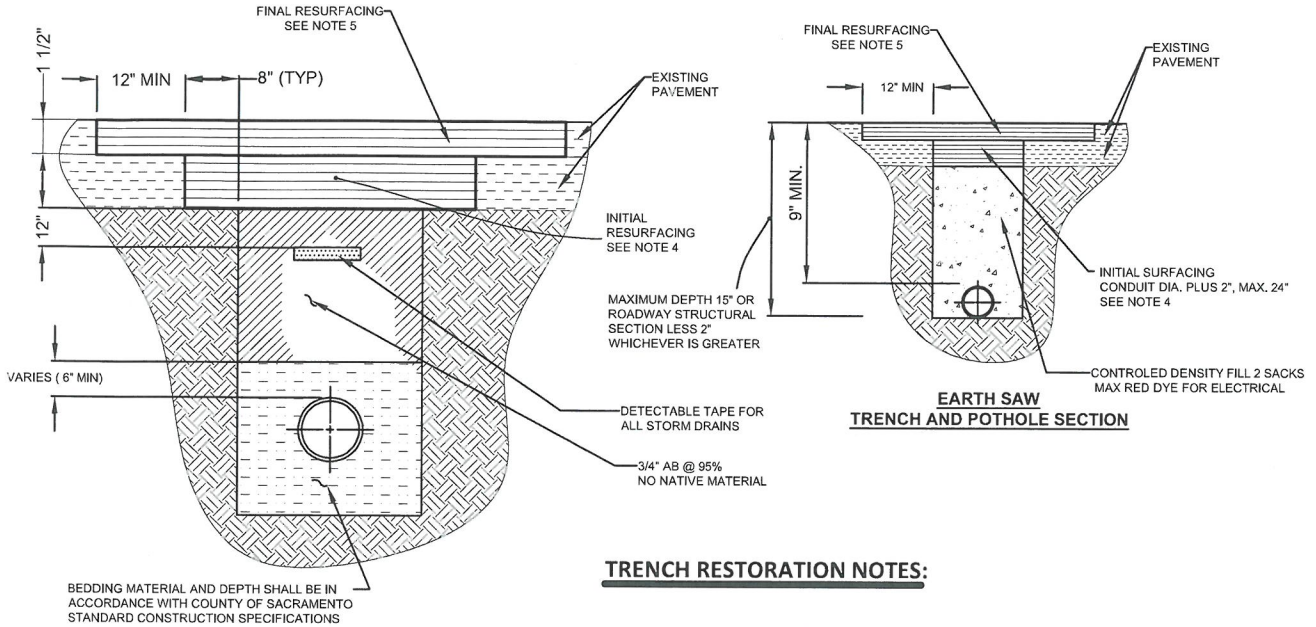 FINAL RESURFACING
SEE NOTE 5
1 1/2"
12" MIN
8" (TYP)
EXISTING
PAVEMENT
12"
INITIAL
RESURFACING
SEE NOTE 4
VARIES ( 6" MIN)
DETECTABLE TAPE FOR
ALL STORM DRAINS
3/4" AB @ 95%
NO NATIVE MATERIAL
BEDDING MATERIAL AND DEPTH SHALL BE IN
ACCORDANCE WITH COUNTY OF SACRAMENTO
STANDARD CONSTRUCTION SPECIFICATIONS
FINAL RESURFACING
SEE NOTE 5
EXISTING
PAVEMENT
12" MIN
9" MIN.
MAXIMUM DEPTH 15" OR
ROADWAY STRUCTURAL
SECTION LESS 2"
WHICHEVER IS GREATER
INITIAL SURFACING
CONDUIT DIA. PLUS 2", MAX. 24"
SEE NOTE 4
CONTROLED DENSITY FILL 2 SACKS
MAX RED DYE FOR ELECTRICAL
EARTH SAW
TRENCH AND POTHOLE SECTION
TRENCH RESTORATION NOTES: